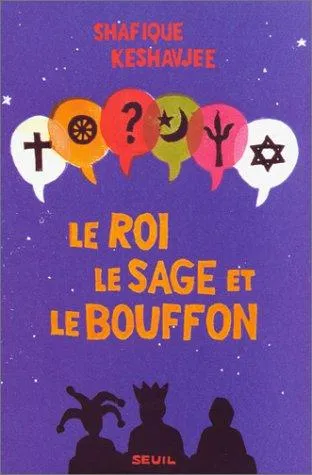 SHAFIQUE
KESHAVJEE
?
LE ROI
LE SAGE ET
LE BOUFFON
SEUIL